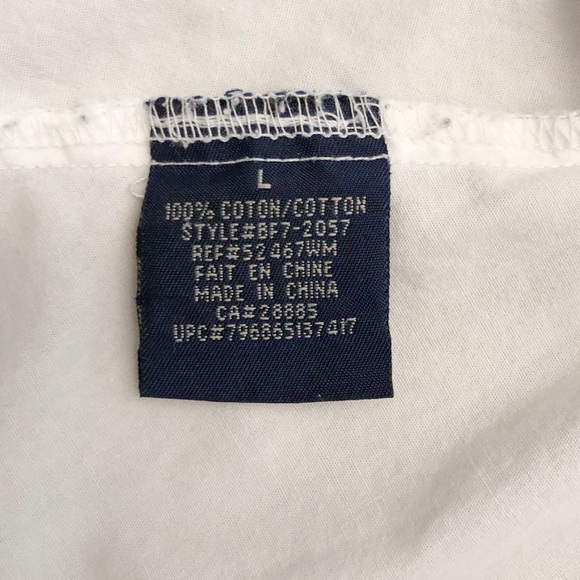 L
100% COTON/COTTON
STYLE#BF7-2057
REF#52467WM
FAIT EN CHINE
MADE IN CHINA
CA#28885
UPC#796865137417